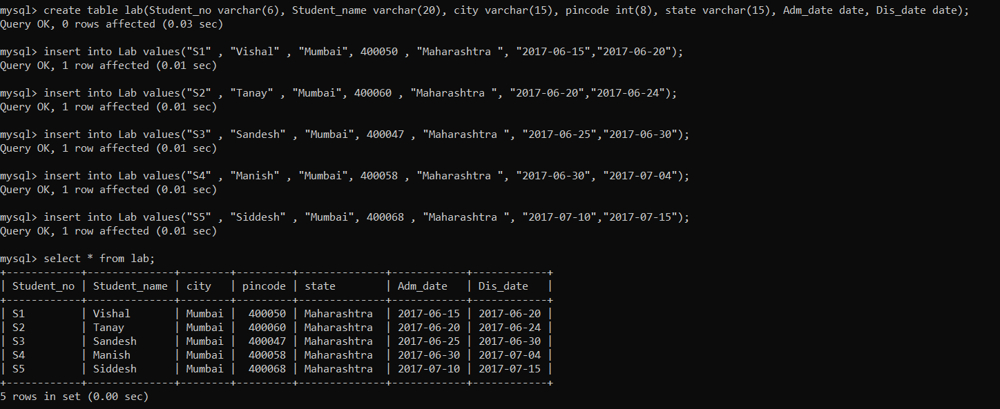 mysql> create table lab(Student_no varchar(6), Student_name varchar(20), city varchar(15), pincode int(8), state varchar(15), Adm_date date, Dis_date date);
Query OK, 0 rows affected (0.03 sec)

mysql> insert into Lab values("S1" , "Vishal" , "Mumbai", 400050 , "Maharashtra ", "2017-06-15","2017-06-20");
Query OK, 1 row affected (0.01 sec)

mysql> insert into Lab values("S2" , "Tanay" , "Mumbai", 400060 , "Maharashtra ", "2017-06-20","2017-06-24");
Query OK, 1 row affected (0.01 sec)

mysql> insert into Lab values("S3" , "Sandesh" , "Mumbai", 400047 , "Maharashtra ", "2017-06-25","2017-06-30");
Query OK, 1 row affected (0.01 sec)

mysql> insert into Lab values("S4" , "Manish" , "Mumbai", 400058 , "Maharashtra ", "2017-06-30", "2017-07-04");
Query OK, 1 row affected (0.01 sec)

mysql> insert into Lab values("S5" , "Siddesh" , "Mumbai", 400068 , "Maharashtra ", "2017-07-10","2017-07-15");
Query OK, 1 row affected (0.01 sec)

mysql> select * from lab;
+------------+--------------+--------+---------+--------------+------------+------------+
| Student_no | Student_name | city   | pincode | state        | Adm_date   | Dis_date   |
+------------+--------------+--------+---------+--------------+------------+------------+
| S1         | Vishal       | Mumbai |  400050 | Maharashtra  | 2017-06-15 | 2017-06-20 |
| S2         | Tanay        | Mumbai |  400060 | Maharashtra  | 2017-06-20 | 2017-06-24 |
| S3         | Sandesh      | Mumbai |  400047 | Maharashtra  | 2017-06-25 | 2017-06-30 |
| S4         | Manish       | Mumbai |  400058 | Maharashtra  | 2017-06-30 | 2017-07-04 |
| S5         | Siddesh      | Mumbai |  400068 | Maharashtra  | 2017-07-10 | 2017-07-15 |
+------------+--------------+--------+---------+--------------+------------+------------+
5 rows in set (0.00 sec)